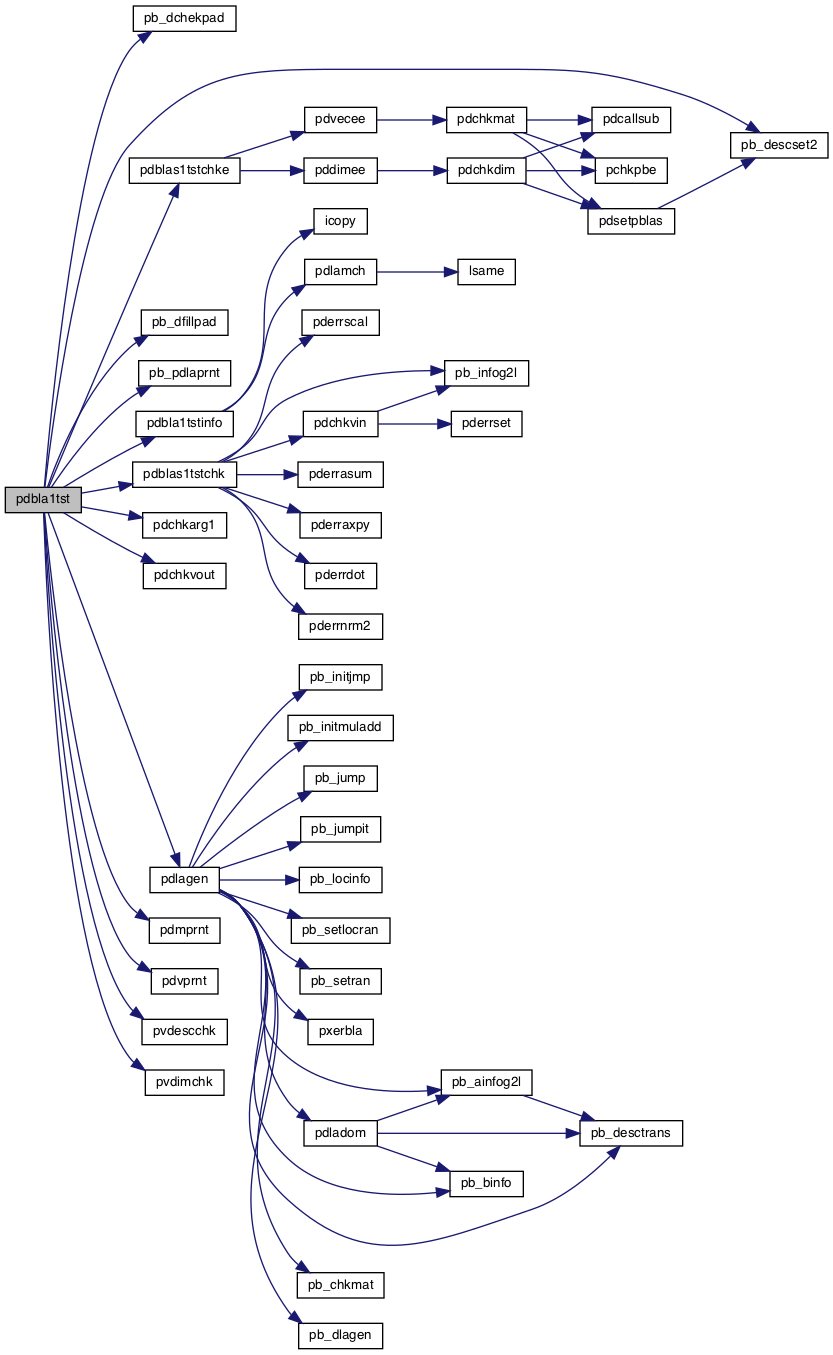 pb_dchekpad
pdvecee
pdchkmat
pdcallsub
pb_descset2
pdblas1tstchke
pddimee
pdchkdim
pchkpbe
pdsetpblas
icopy
pdlamch
lsame
pb_dfillpad
pderrscal
pb_pdlaprnt
pb_infog2l
pdbla1tstinfo
pdchkvin
pderrset
pdblas1tstchk
pderrasum
pdbla1tst
pdchkarg1
pderraxpy
pdchkvout
pderrdot
pderrnrm2
pb_initjmp
pb_initmuladd
pb_jump
pb_jumpit
pdlagen
pb_locinfo
pdmprnt
pb_setlocran
pdvprnt
pb_setran
pvdescchk
pxerbla
pvdimchk
pb_ainfog2l
pdladom
pb_desctrans
pb_binfo
pb_chkmat
pb_dlagen